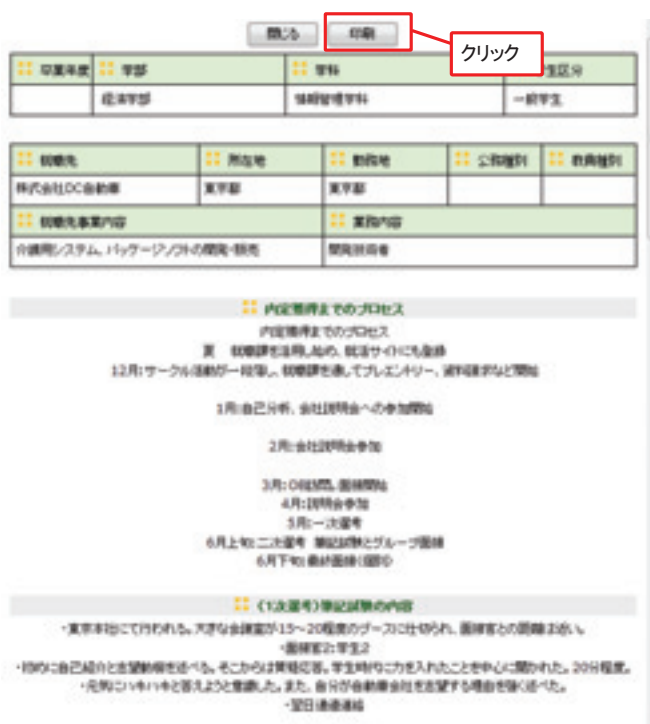 閉じる 印刷
クリック
卒業年度 学部 学科 生区分
経済学部 情報管理学科 一般学生
就職先 所在地 勤務地 公務種別 教員種別
株式会社DC自動車 東京都 東京都
就職先事業内容 業務内容
介護用システム、パッケージソフトの開発・販売 開発技術者
内定獲得までのプロセス
内定獲得までのプロセス
夏 就職課を活用し始め、就活サイトにも登録
12月：サークル活動が一段落し、就職課を通してプレエントリー、資料請求など開始
1月：自己分析、会社説明会への参加開始
2月：会社説明会参加
3月：OB訪問、面接開始
4月：説明会参加
5月：一次選考
6月上旬：二次選考 筆記試験とグループ面接
6月下旬：最終面接（個別）
（1次選考）筆記試験の内容
・東京本社にて行われる。大きな会議室が15～20程度のブースに仕切られ、面接官との距離は近い。
・面接官2：学生2
・初めに自己紹介と志望動機を述べる。そこからは質疑応答。学生時代に力を入れたことを中心に聞かれた。20分程度。
・元気にハキハキと答えようと意識した。また、自分が自動車会社を志望する理由を強く述べた。
・翌日通過連絡